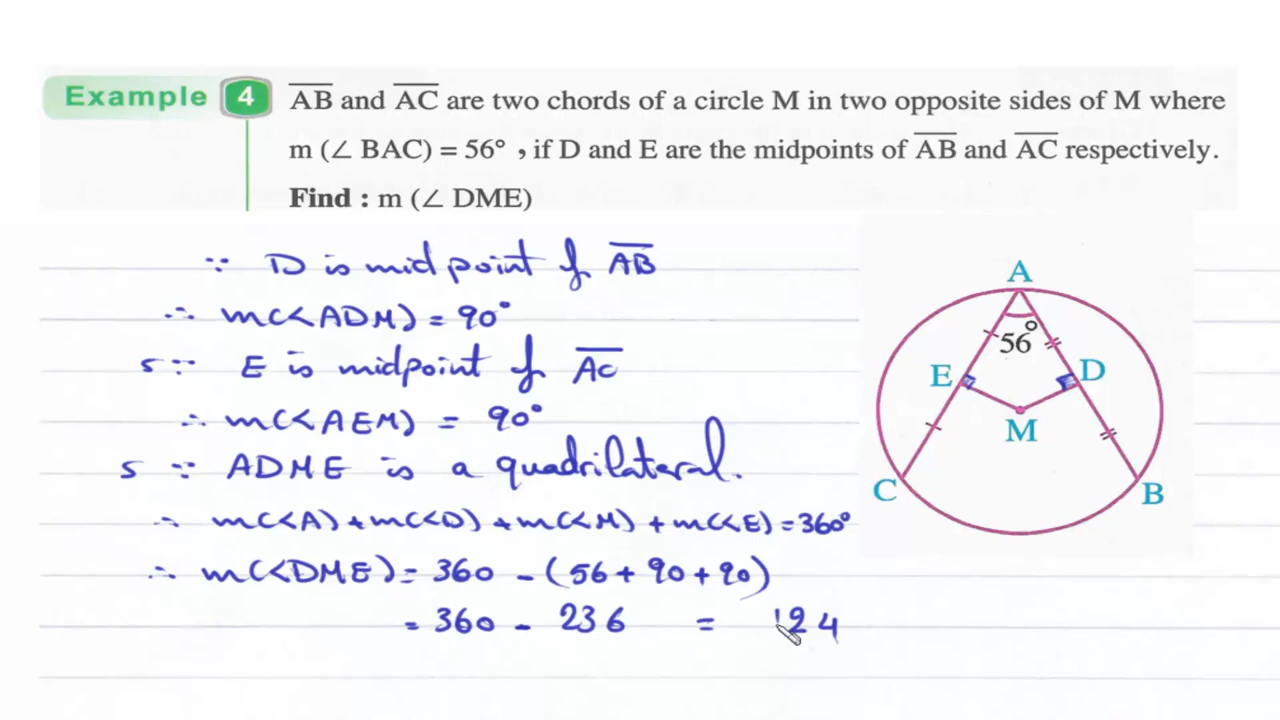 Example 4 AB and AC are two chords of a circle M in two opposite sides of M where
m (∠ BAC) = 56° , if D and E are the midpoints of AB and AC respectively.
Find : m (∠ DME)
∵ D is midpoint of AB
∴ m(<ADM) = 90°
, ∵ E is midpoint of AC
∴ m(<AEM) = 90°
, ∵ ADME is a quadrilateral.
∴ m(<A) + m(<D) + m(<M) + m(<E) = 360°
∴ m(<DME) = 360 - (56 + 90 + 90)
= 360 - 236 = 124
A
56°
E
D
M
C
B